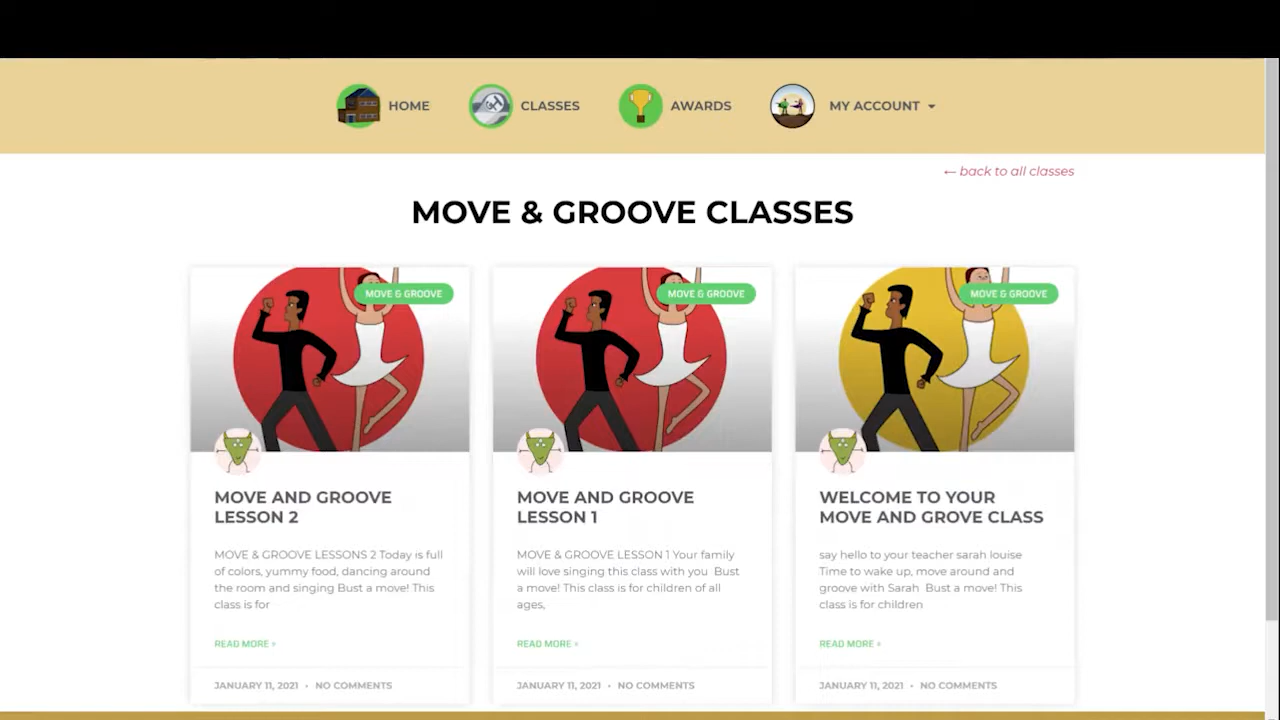 HOME CLASSES AWARDS MY ACCOUNT
← back to all classes
MOVE & GROOVE CLASSES
MOVE & GROOVE
MOVE AND GROOVE
LESSON 2
MOVE & GROOVE LESSONS 2 Today is full
of colors, yummy food, dancing around
the room and singing Bust a move! This
class is for
READ MORE »
JANUARY 11, 2021 • NO COMMENTS
MOVE & GROOVE
MOVE AND GROOVE
LESSON 1
MOVE & GROOVE LESSON 1 Your family
will love singing this class with you Bust
a move! This class is for children of all
ages,
READ MORE »
JANUARY 11, 2021 • NO COMMENTS
MOVE & GROOVE
WELCOME TO YOUR
MOVE AND GROVE CLASS
say hello to your teacher sarah louise
Time to wake up, move around and
groove with Sarah Bust a move! This
class is for children
READ MORE »
JANUARY 11, 2021 • NO COMMENTS